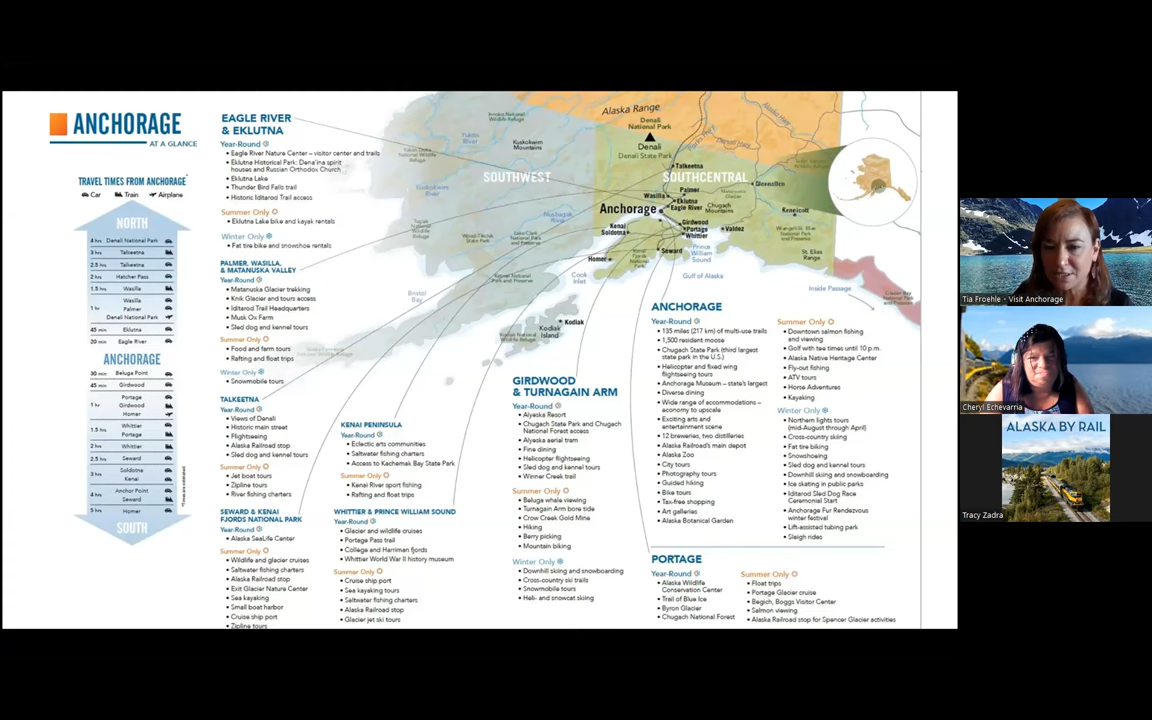 ANCHORAGE
AT A GLANCE
TRAVEL TIMES FROM ANCHORAGE*
Car Train Airplane
NORTH
4 hrs Denali National Park
3 hrs Talkeetna
2.5 hrs Talkeetna
2 hrs Hatcher Pass
1.5 hrs Wasilla
Wasilla
1 hr Palmer
Denali National Park
45 min Eklutna
20 min Eagle River
ANCHORAGE
30 min Beluga Point
45 min Girdwood
Portage
1 hr Girdwood
Homer
1.5 hr Whittier
Portage
2 hr Whittier
2.5 hr Seward
3 hr Soldotna
Kenai
4 hr Anchor Point
Seward
5 hr Homer
SOUTH
EAGLE RIVER
& EKLUTNA
Year-Round
• Eagle River Nature Center – visitor center and trails
• Eklutna Historical Park: Dena'ina spirit
houses and Russian Orthodox Church
• Eklutna Lake
• Thunder Bird Falls trail
• Historic Iditarod Trail access
Summer Only
• Eklutna Lake bike and kayak rentals
Winter Only
• Fat tire bike and snowshoe rentals
PALMER, WASILLA,
& MATANUSKA VALLEY
Year-Round
• Matanuska Glacier trekking
• Knik Glacier and tours access
• Iditarod Trail Headquarters
• Musk Ox Farm
• Sled dog and kennel tours
Summer Only
• Food and farm tours
• Rafting and float trips
Winter Only
• Snowmobile tours
TALKEETNA
Year-Round
• Views of Denali
• Historic main street
• Flightseeing
• Alaska Railroad stop
• Sled dog and kennel tours
Summer Only
• Jet boat tours
• Zipline tours
• River fishing charters
SEWARD & KENAI
FJORDS NATIONAL PARK
Year-Round
• Alaska SeaLife Center
Summer Only
• Wildlife and glacier cruises
• Saltwater fishing charters
• Alaska Railroad stop
• Exit Glacier Nature Center
• Sea kayaking
• Small boat harbor
• Cruise ship port
• Zipline tours
KENAI PENINSULA
Year-Round
• Eclectic arts communities
• Saltwater fishing charters
• Access to Kachemak Bay State Park
Summer Only
• Kenai River sport fishing
• Rafting and float trips
WHITTIER & PRINCE WILLIAM SOUND
Year-Round
• Glacier and wildlife cruises
• Portage Pass trail
• College and Harriman fjords
• Whittier World War II history museum
Summer Only
• Cruise ship port
• Sea kayaking tours
• Saltwater fishing charters
• Alaska Railroad stop
• Glacier jet ski tours
GIRDWOOD
& TURNAGAIN ARM
Year-Round
• Alyeska Resort
• Chugach State Park and Chugach
National Forest access
• Alyeska aerial tram
• Fine dining
• Helicopter flightseeing
• Sled dog and kennel tours
• Winner Creek trail
Summer Only
• Beluga whale viewing
• Turnagain Arm bore tide
• Crow Creek Gold Mine
• Hiking
• Berry picking
• Mountain biking
Winter Only
• Downhill skiing and snowboarding
• Cross-country ski trails
• Snowmobile tours
• Heli- and snowcat skiing
ANCHORAGE
Year-Round
• 135 miles (217 km) of multi-use trails
• 1,500 resident moose
• Chugach State Park (third largest
state park in the U.S.)
• Helicopter and fixed wing
flightseeing tours
• Anchorage Museum – state's largest
• Diverse dining
• Wide range of accommodations –
economy to upscale
• Exciting arts and
entertainment scene
• 12 breweries, two distilleries
• Alaska Railroad's main depot
• Alaska Zoo
• City tours
• Photography tours
• Guided hiking
• Bike tours
• Tax-free shopping
• Art galleries
• Alaska Botanical Garden
Summer Only
• Downtown salmon fishing
and viewing
• Golf with tee times until 10 p.m.
• Alaska Native Heritage Center
• Fly-out fishing
• ATV tours
• Horse Adventures
• Kayaking
Winter Only
• Northern lights tours
(mid-August through April)
• Cross-country skiing
• Fat tire biking
• Snowshoeing
• Sled dog and kennel tours
• Downhill skiing and snowboarding
• Ice skating in public parks
• Iditarod Sled Dog Race
Ceremonial Start
• Anchorage Fur Rendezvous
winter festival
• Lift-assisted tubing park
• Sleigh rides
PORTAGE
Year-Round
• Alaska Wildlife
Conservation Center
• Trail of Blue Ice
• Byron Glacier
• Chugach National Forest
Summer Only
• Float trips
• Portage Glacier cruise
• Begich, Boggs Visitor Center
• Salmon viewing
• Alaska Railroad stop for Spencer Glacier activities
Alaska Range
Denali
National Park
Denali
Denali State Park
SOUTHWEST
SOUTHCENTRAL
Kuskokwim
Mountains
Yukon
River
Talkeetna
Wasilla
Palmer
Glennallen
Eklutna
Eagle River
Chugach
Mountains
Anchorage
Kennicott
Girdwood
Portage
Whittier
Valdez
Kenai
Soldotna
Seward
Homer
Prince
William
Sound
St. Elias
Range
Cook
Inlet
Gulf of Alaska
Inside Passage
Bristol
Bay
Kodiak
Kodiak
Island
Tia Froehle - Visit Anchorage
Cheryl Echevarria
ALASKA BY RAIL
Tracy Zadra